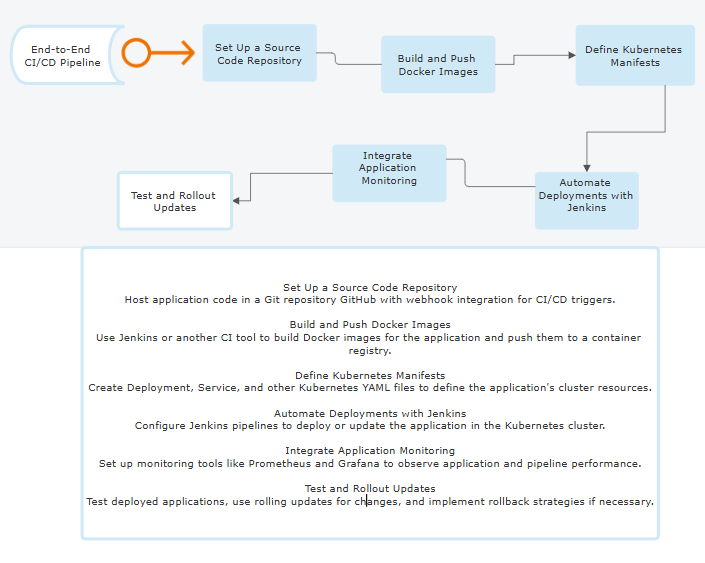 End-to-End
CI/CD Pipeline
Set Up a Source
Code Repository
Build and Push
Docker Images
Define Kubernetes
Manifests
Integrate
Application
Monitoring
Automate
Deployments with
Jenkins
Test and Rollout
Updates
Set Up a Source Code Repository
Host application code in a Git repository GitHub with webhook integration for CI/CD triggers.
Build and Push Docker Images
Use Jenkins or another CI tool to build Docker images for the application and push them to a container
registry.
Define Kubernetes Manifests
Create Deployment, Service, and other Kubernetes YAML files to define the application's cluster resources.
Automate Deployments with Jenkins
Configure Jenkins pipelines to deploy or update the application in the Kubernetes cluster.
Integrate Application Monitoring
Set up monitoring tools like Prometheus and Grafana to observe application and pipeline performance.
Test and Rollout Updates
Test deployed applications, use rolling updates for changes, and implement rollback strategies if necessary.